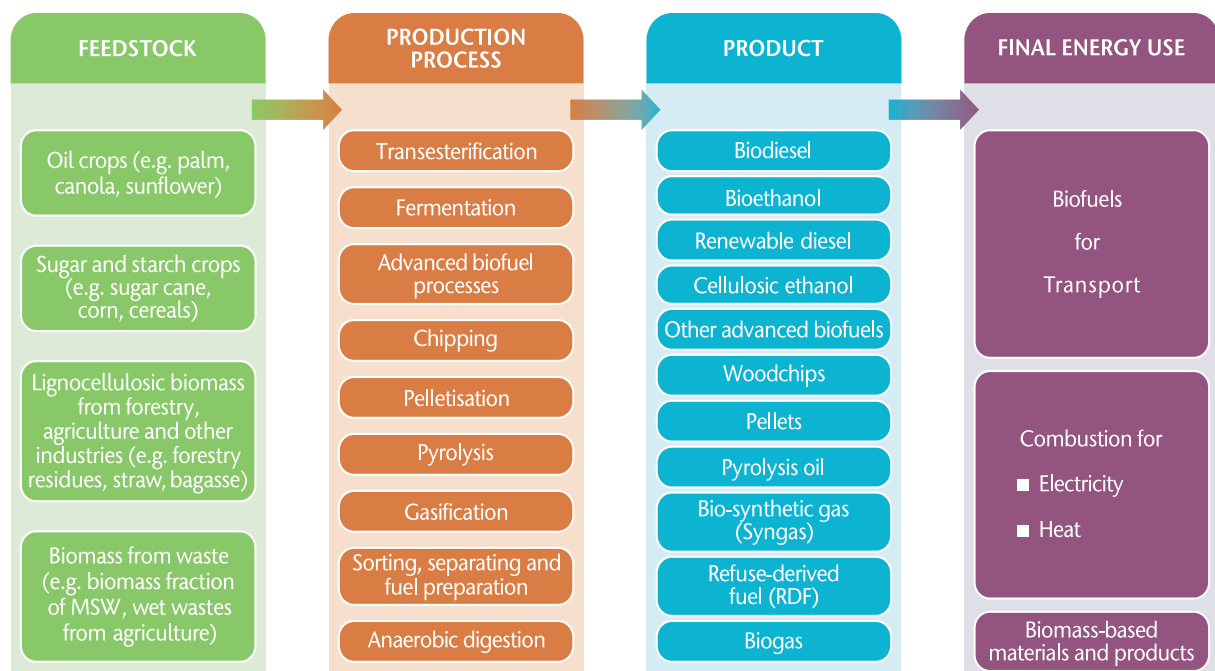 FEEDSTOCK
Oil crops (e.g. palm,
canola, sunflower)
Sugar and starch crops
(e.g. sugar cane,
corn, cereals)
Lignocellulosic biomass
from forestry,
agriculture and other
industries (e.g. forestry
residues, straw, bagasse)
Biomass from waste
(e.g. biomass fraction
of MSW, wet wastes
from agriculture)
PRODUCTION
PROCESS
Transesterification
Fermentation
Advanced biofuel
processes
Chipping
Pelletisation
Pyrolysis
Gasification
Sorting, separating and
fuel preparation
Anaerobic digestion
PRODUCT
Biodiesel
Bioethanol
Renewable diesel
Cellulosic ethanol
Other advanced biofuels
Woodchips
Pellets
Pyrolysis oil
Bio-synthetic gas
(Syngas)
Refuse-derived
fuel (RDF)
Biogas
FINAL ENERGY USE
Biofuels
for
Transport
Combustion for
■ Electricity
■ Heat
Biomass-based
materials and products